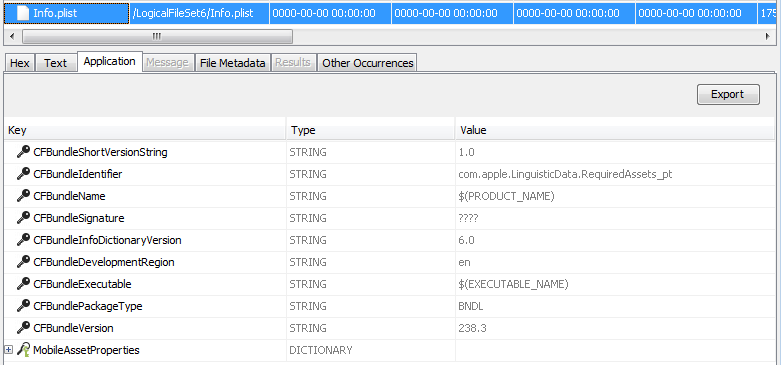 Info.plist /LogicalFileSet6/Info.plist 0000-00-00 00:00:00 0000-00-00 00:00:00 0000-00-00 00:00:00 0000-00-00 00:00:00 175
Hex Text Application Message File Metadata Results Other Occurrences
Export
Key Type Value
CFBundleShortVersionString STRING 1.0
CFBundleIdentifier STRING com.apple.LinguisticData.RequiredAssets_pt
CFBundleName STRING $(PRODUCT_NAME)
CFBundleSignature STRING ????
CFBundleInfoDictionaryVersion STRING 6.0
CFBundleDevelopmentRegion STRING en
CFBundleExecutable STRING $(EXECUTABLE_NAME)
CFBundlePackageType STRING BNDL
CFBundleVersion STRING 238.3
MobileAssetProperties DICTIONARY